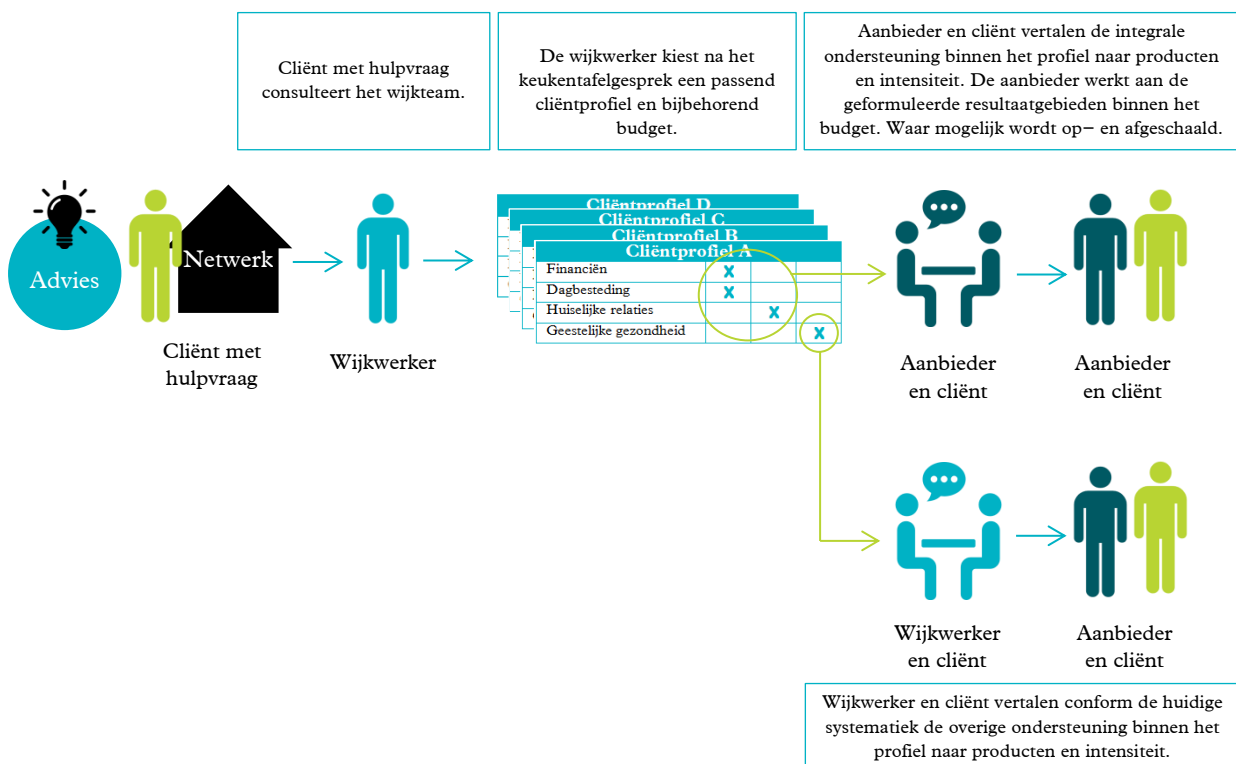 Cliënt met hulpvraag
consulteert het wijkteam.
De wijkwerker kiest na het
keukentafelgesprek een passend
cliëntprofiel en bijbehorend
budget.
Aanbieder en cliënt vertalen de integrale
ondersteuning binnen het profiel naar producten
en intensiteit. De aanbieder werkt aan de
geformuleerde resultaatgebieden binnen het
budget. Waar mogelijk wordt op– en afgeschaald.
Advies
Netwerk
Cliëntprofiel D
Cliëntprofiel C
Cliëntprofiel B
Cliëntprofiel A
Financiën X
Dagbesteding X
Huiselijke relaties X
Geestelijke gezondheid X
Cliënt met
hulpvraag
Wijkwerker
Aanbieder
en cliënt
Aanbieder
en cliënt
Wijkwerker
en cliënt
Aanbieder
en cliënt
Wijkwerker en cliënt vertalen conform de huidige
systematiek de overige ondersteuning binnen het
profiel naar producten en intensiteit.